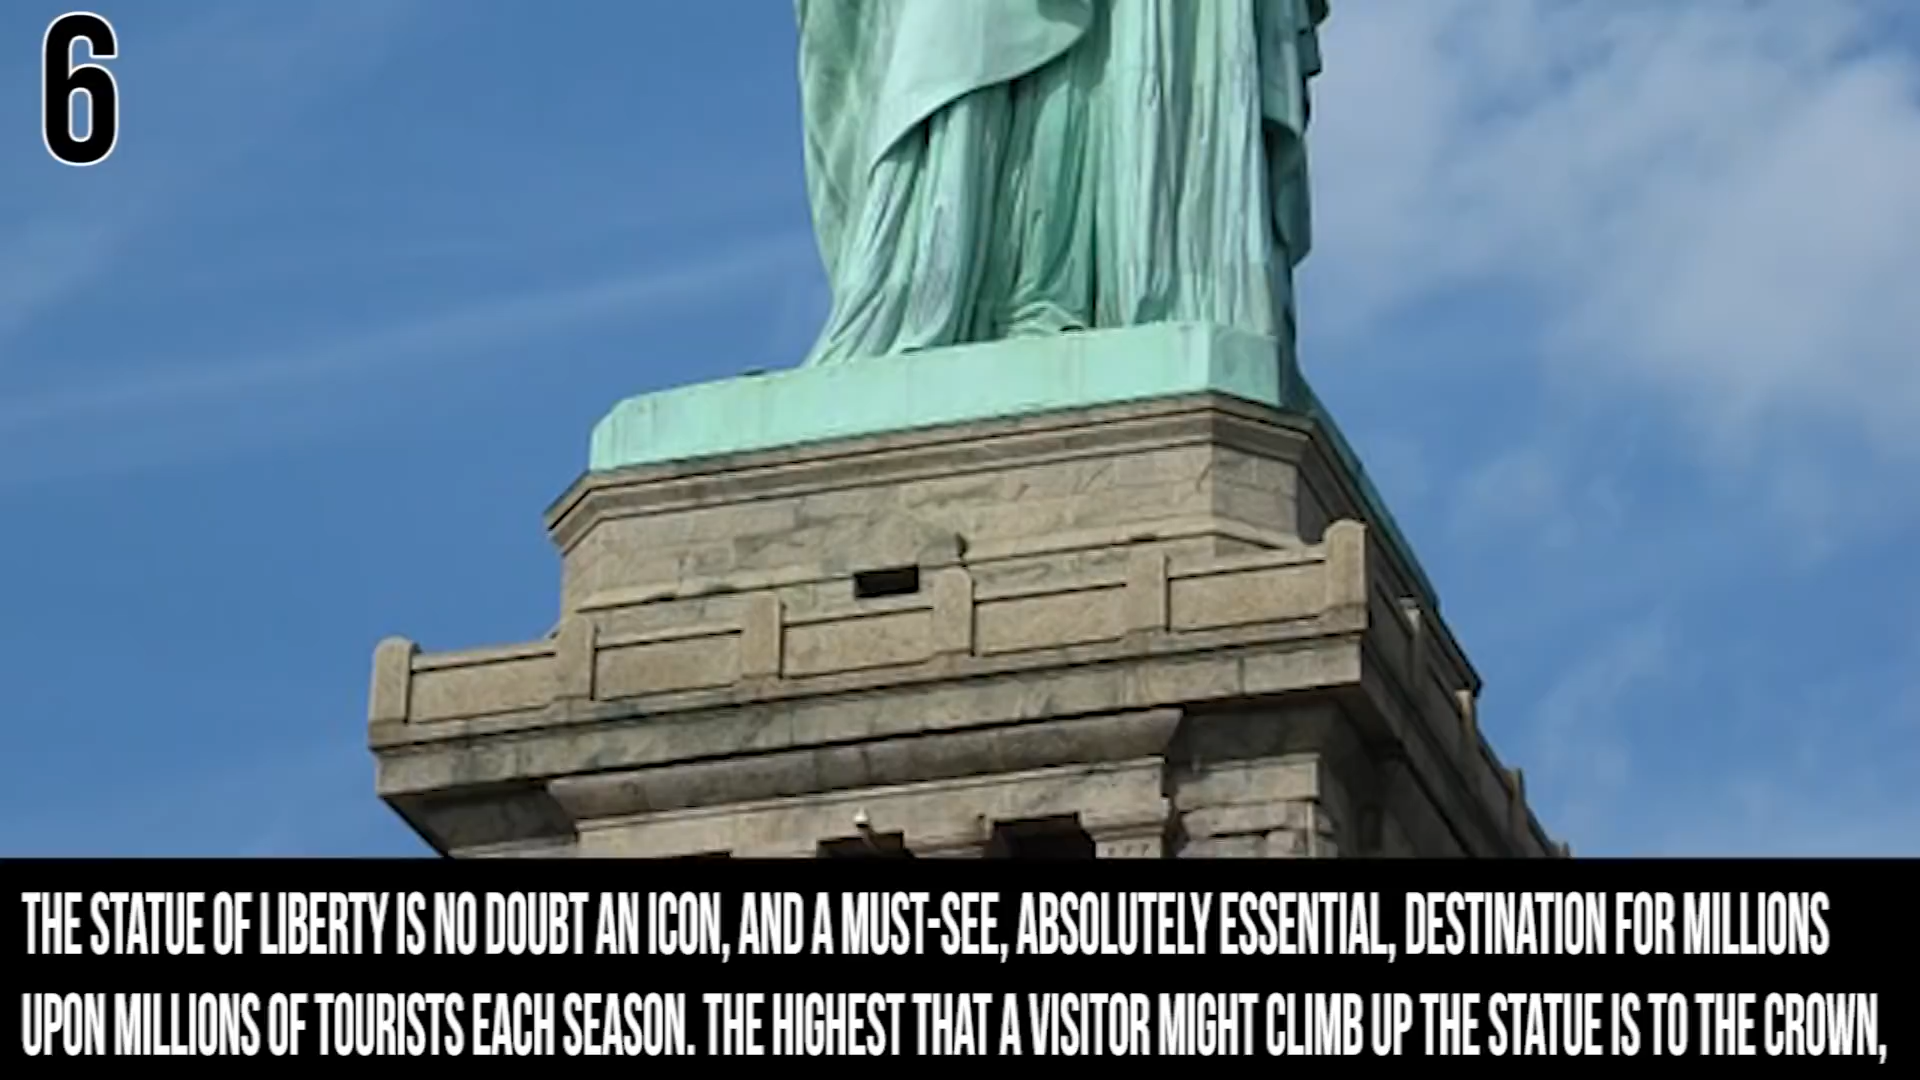 6
THE STATUE OF LIBERTY IS NO DOUBT AN ICON, AND A MUST-SEE, ABSOLUTELY ESSENTIAL, DESTINATION FOR MILLIONS
UPON MILLIONS OF TOURISTS EACH SEASON. THE HIGHEST THAT A VISITOR MIGHT CLIMB UP THE STATUE IS TO THE CROWN,